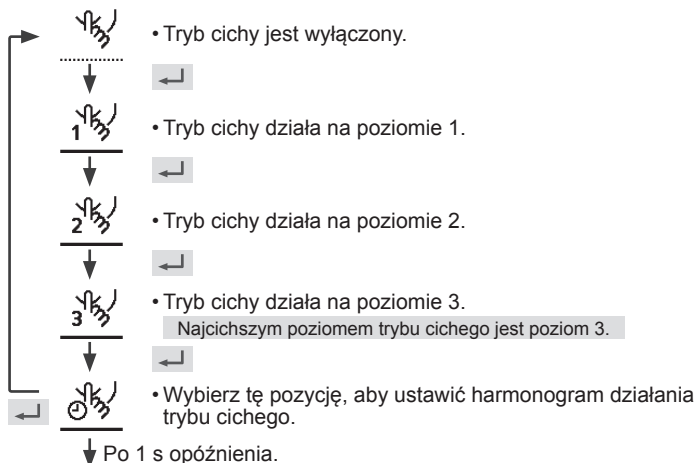 • Tryb cichy jest wyłączony.
1
• Tryb cichy działa na poziomie 1.
2
• Tryb cichy działa na poziomie 2.
3
• Tryb cichy działa na poziomie 3.
Najcichszym poziomem trybu cichego jest poziom 3.
• Wybierz tę pozycję, aby ustawić harmonogram działania
trybu cichego.
Po 1 s opóźnienia.